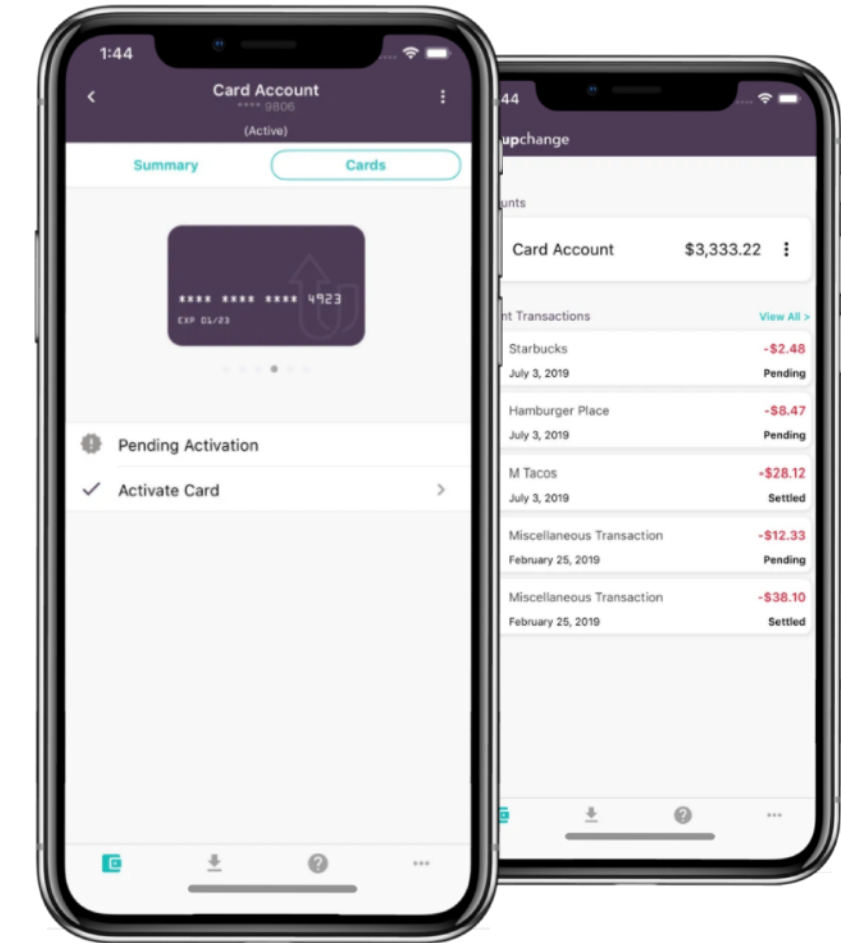 1:44
Card Account
**** 9806
(Active)
Summary
Cards
**** **** **** 4923
EXP 01/23
Pending Activation
Activate Card
44
upchange
unts
Card Account $3,333.22
nt Transactions View All >
Starbucks -$2.48
July 3, 2019 Pending
Hamburger Place -$8.47
July 3, 2019 Pending
M Tacos -$28.12
July 3, 2019 Settled
Miscellaneous Transaction -$12.33
February 25, 2019 Pending
Miscellaneous Transaction -$38.10
February 25, 2019 Settled